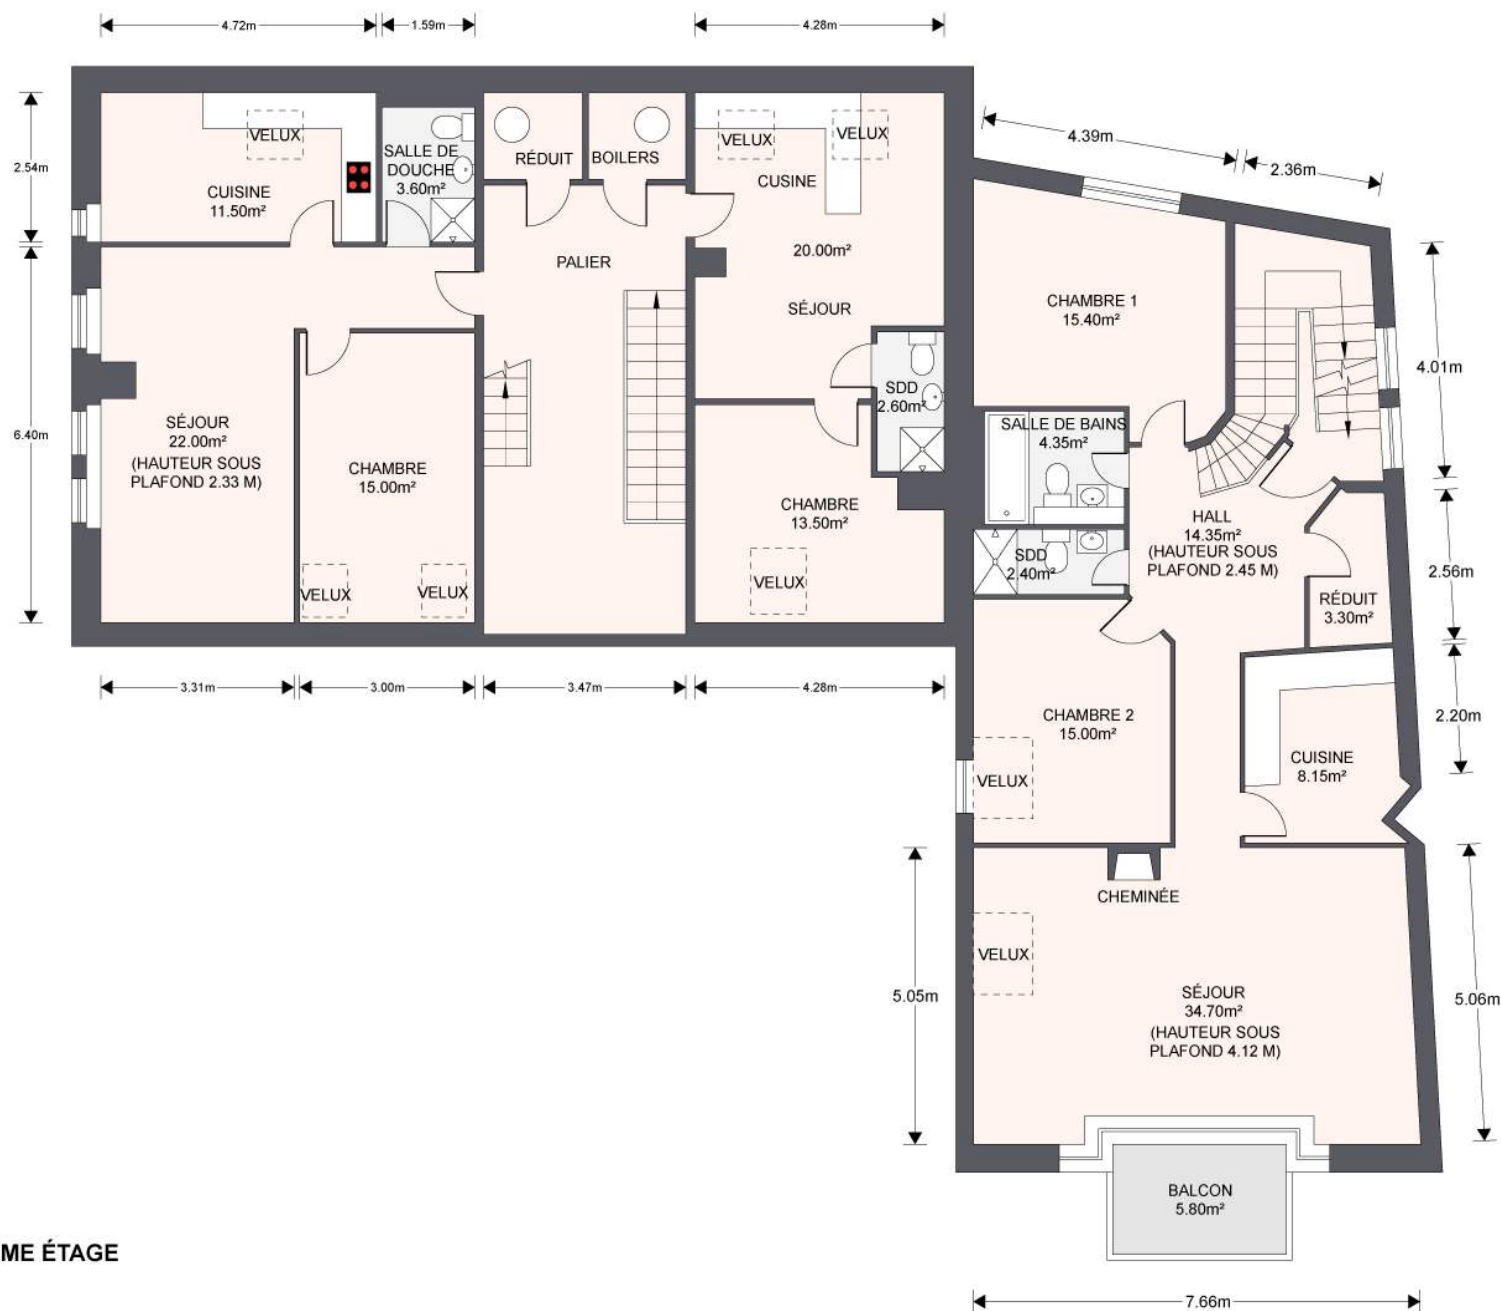 4.72m
1.59m
4.28m
2.54m
6.40m
VELUX
CUISINE
11.50m²
SALLE DE
DOUCHE
3.60m²
RÉDUIT
BOILERS
VELUX
VELUX
CUSINE
20.00m²
SÉJOUR
PALIER
SÉJOUR
22.00m²
(HAUTEUR SOUS
PLAFOND 2.33 M)
CHAMBRE
15.00m²
VELUX
VELUX
SDD
2.60m²
CHAMBRE
13.50m²
VELUX
3.31m
3.00m
3.47m
4.28m
4.39m
2.36m
CHAMBRE 1
15.40m²
4.01m
SALLE DE BAINS
4.35m²
HALL
14.35m²
(HAUTEUR SOUS
PLAFOND 2.45 M)
SDD
2.40m²
2.56m
RÉDUIT
3.30m²
CHAMBRE 2
15.00m²
2.20m
CUISINE
8.15m²
VELUX
CHEMINÉE
VELUX
5.05m
SÉJOUR
34.70m²
(HAUTEUR SOUS
PLAFOND 4.12 M)
5.06m
BALCON
5.80m²
ME ÉTAGE
7.66m